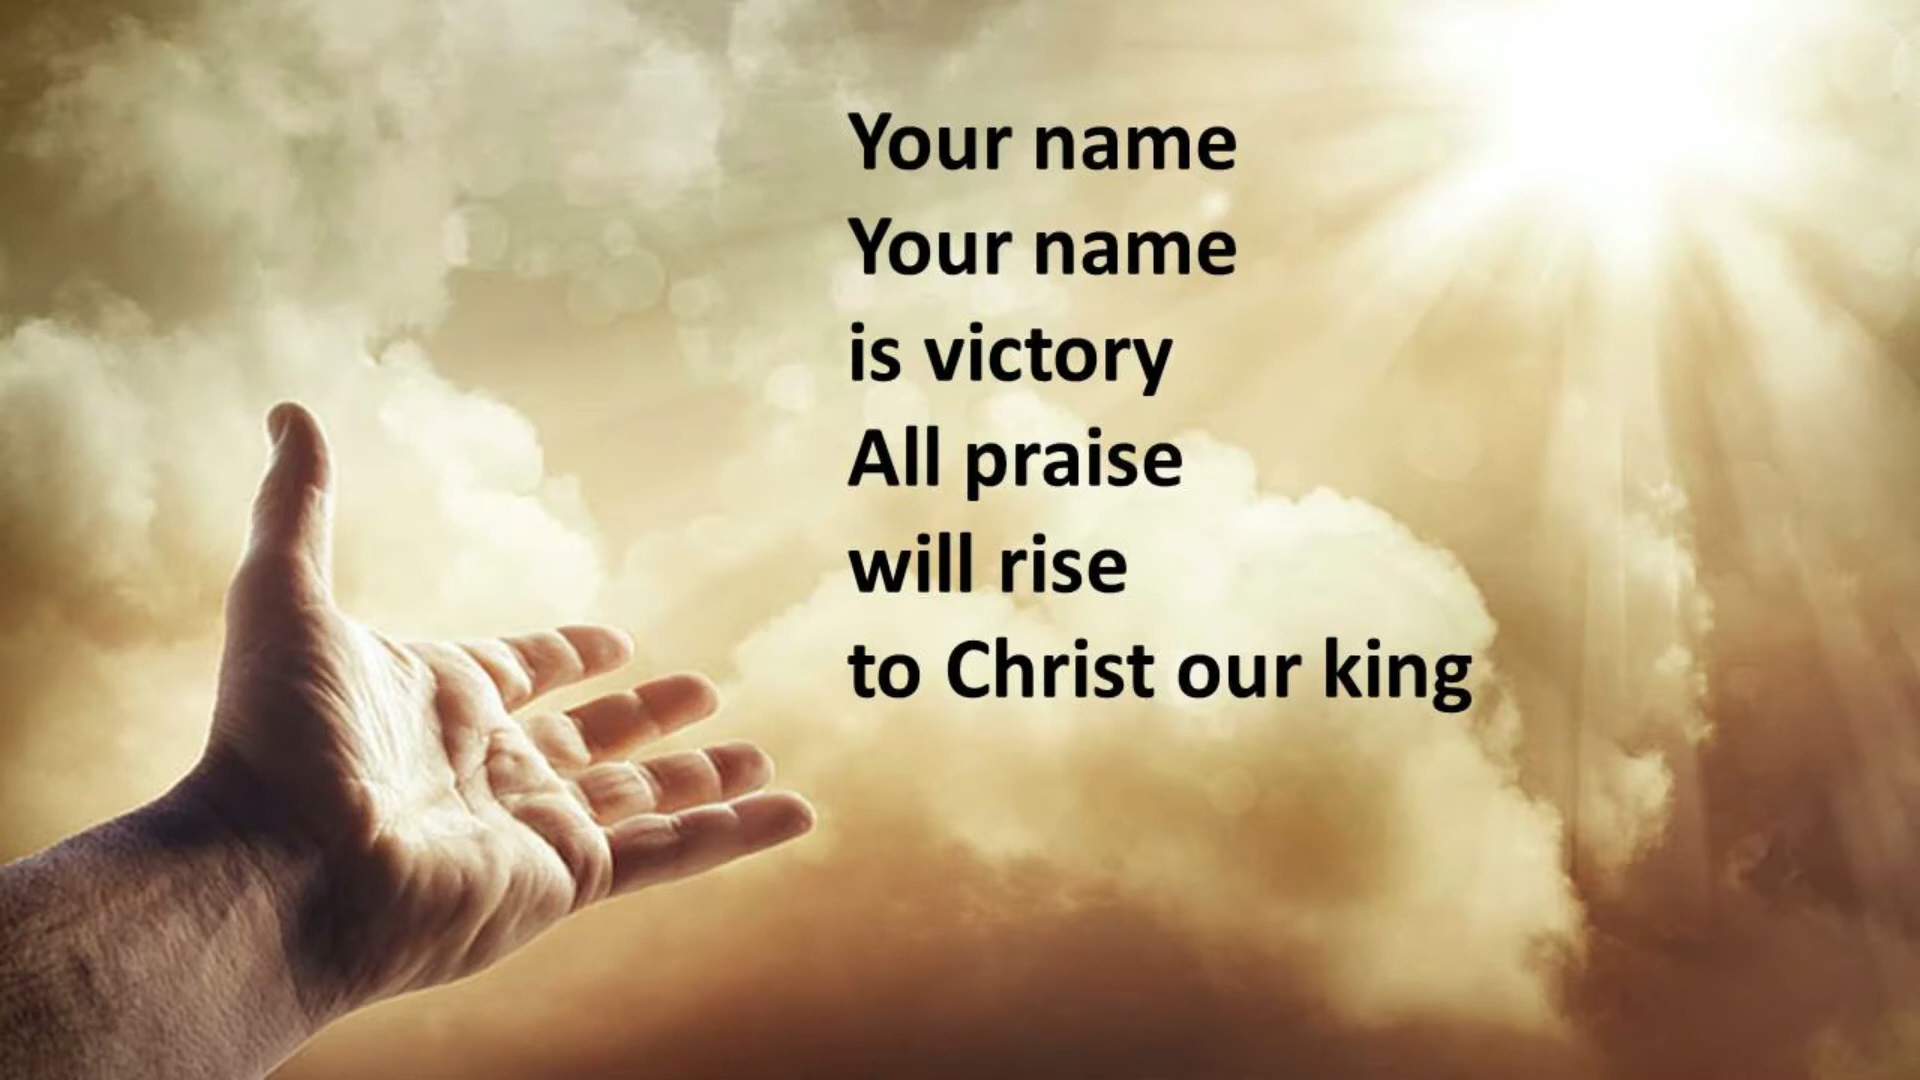 Your name
Your name
is victory
All praise
will rise
to Christ our king